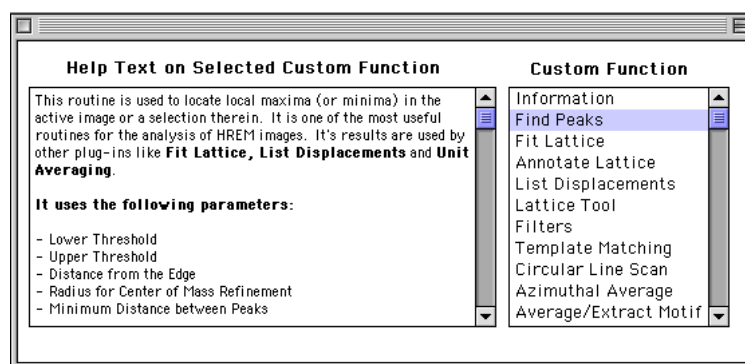 Help Text on Selected Custom Function
This routine is used to locate local maxima (or minima) in the
active image or a selection therein. It is one of the most useful
routines for the analysis of HREM images. It's results are used by
other plug-ins like Fit Lattice, List Displacements and Unit
Averaging.
It uses the following parameters:
- Lower Threshold
- Upper Threshold
- Distance from the Edge
- Radius for Center of Mass Refinement
- Minimum Distance between Peaks
Custom Function
Information
Find Peaks
Fit Lattice
Annotate Lattice
List Displacements
Lattice Tool
Filters
Template Matching
Circular Line Scan
Azimuthal Average
Average/Extract Motif